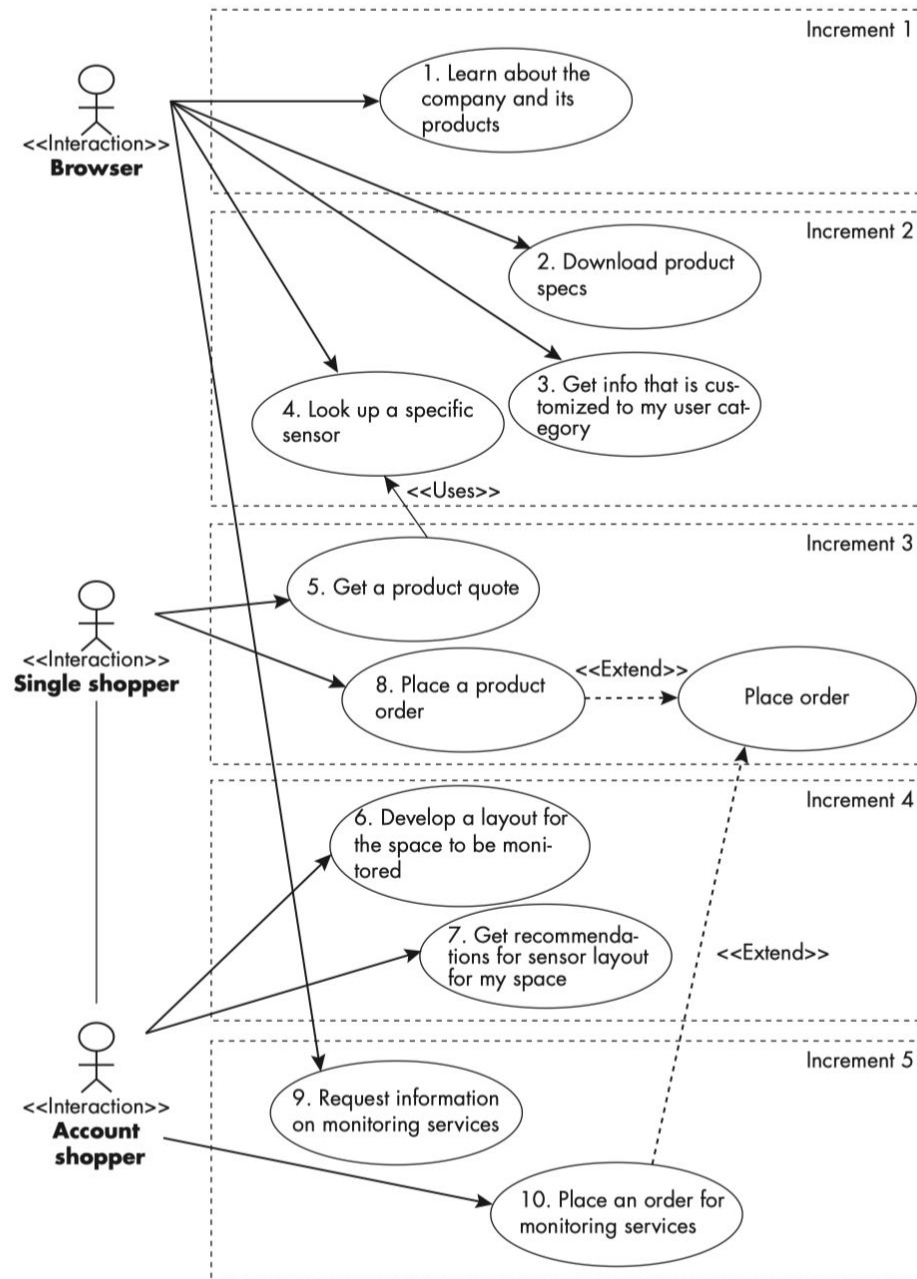 Increment 1
1. Learn about the
company and its
products
<<Interaction>>
Browser
Increment 2
2. Download product
specs
3. Get info that is cus-
tomized to my user cat-
egory
4. Look up a specific
sensor
<<Uses>>
Increment 3
5. Get a product quote
<<Interaction>>
Single shopper
8. Place a product
order
<<Extend>>
Place order
Increment 4
6. Develop a layout for
the space to be moni-
tored
7. Get recommenda-
tions for sensor layout
for my space
<<Extend>>
Increment 5
<<Interaction>>
Account
shopper
9. Request information
on monitoring services
10. Place an order for
monitoring services